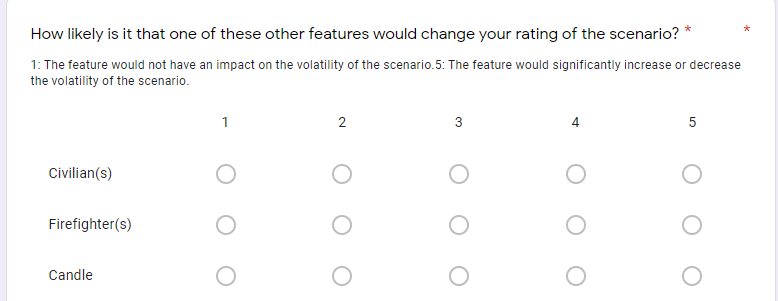 How likely is it that one of these other features would change your rating of the scenario? * *
1: The feature would not have an impact on the volatility of the scenario.5: The feature would significantly increase or decrease
the volatility of the scenario.
1 2 3 4 5
Civilian(s)
Firefighter(s)
Candle